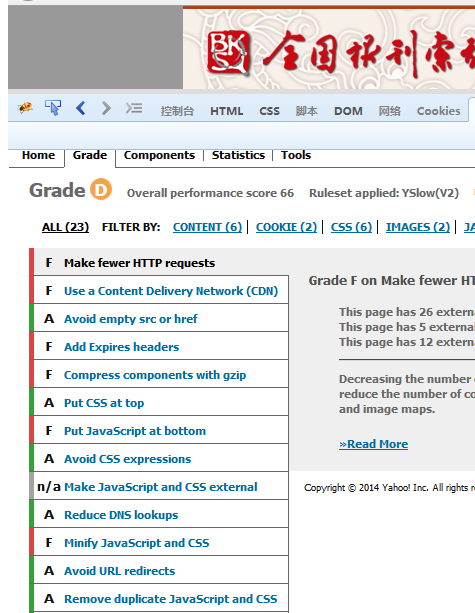 BK
SY
全国报刊索
控制台 HTML CSS 脚本 DOM 网络 Cookies
Home Grade Components Statistics Tools
Grade D Overall performance score 66 Ruleset applied: YSlow(V2)
ALL (23) FILTER BY: CONTENT (6) COOKIE (2) CSS (6) IMAGES (2) JA
F Make fewer HTTP requests
F Use a Content Delivery Network (CDN)
A Avoid empty src or href
F Add Expires headers
F Compress components with gzip
A Put CSS at top
F Put JavaScript at bottom
A Avoid CSS expressions
n/a Make JavaScript and CSS external
A Reduce DNS lookups
F Minify JavaScript and CSS
A Avoid URL redirects
A Remove duplicate JavaScript and CSS
Grade F on Make fewer HT
This page has 26 extern
This page has 5 externa
This page has 12 extern
Decreasing the number
reduce the number of co
and image maps.
»Read More
Copyright © 2014 Yahoo! Inc. All rights r